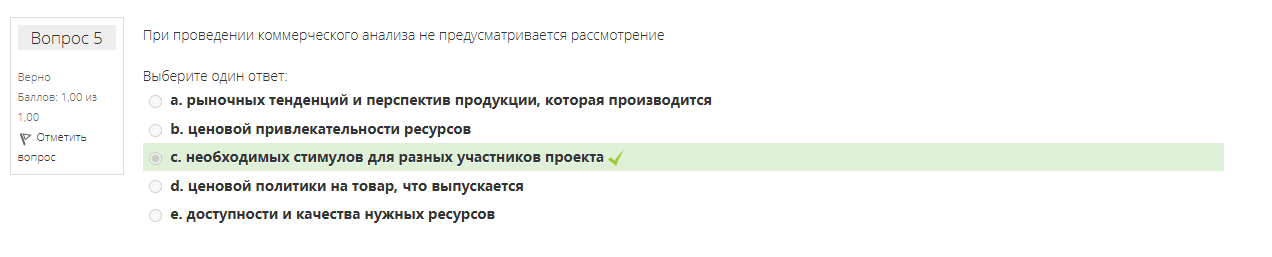 Вопрос 5
Верно
Баллов: 1,00 из
1,00
Отметить
вопрос
При проведении коммерческого анализа не предусматривается рассмотрение
Выберите один ответ:
a. рыночных тенденций и перспектив продукции, которая производится
b. ценовой привлекательности ресурсов
c. необходимых стимулов для разных участников проекта
d. ценовой политики на товар, что выпускается
e. доступности и качества нужных ресурсов